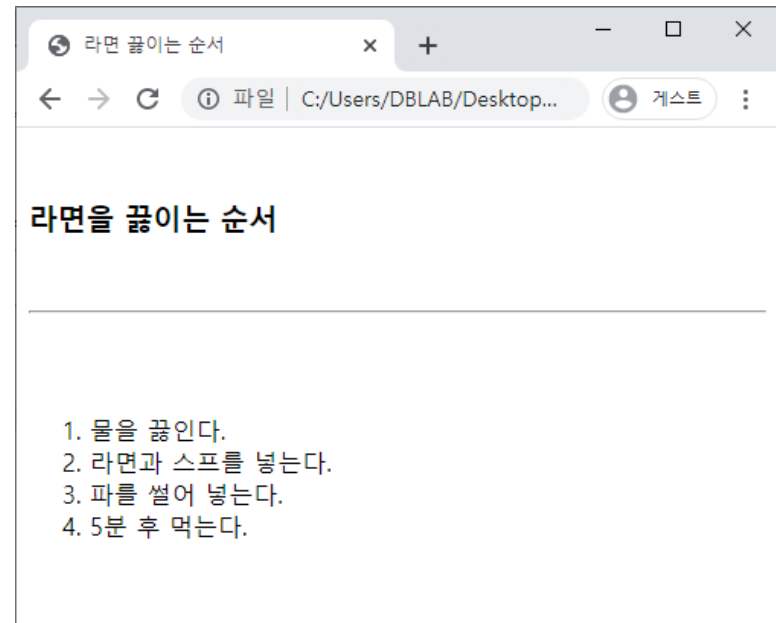 라면 끓이는 순서
파일 C:/Users/DBLAB/Desktop... 게스트
라면을 끓이는 순서
1. 물을 끓인다.
2. 라면과 스프를 넣는다.
3. 파를 썰어 넣는다.
4. 5분 후 먹는다.